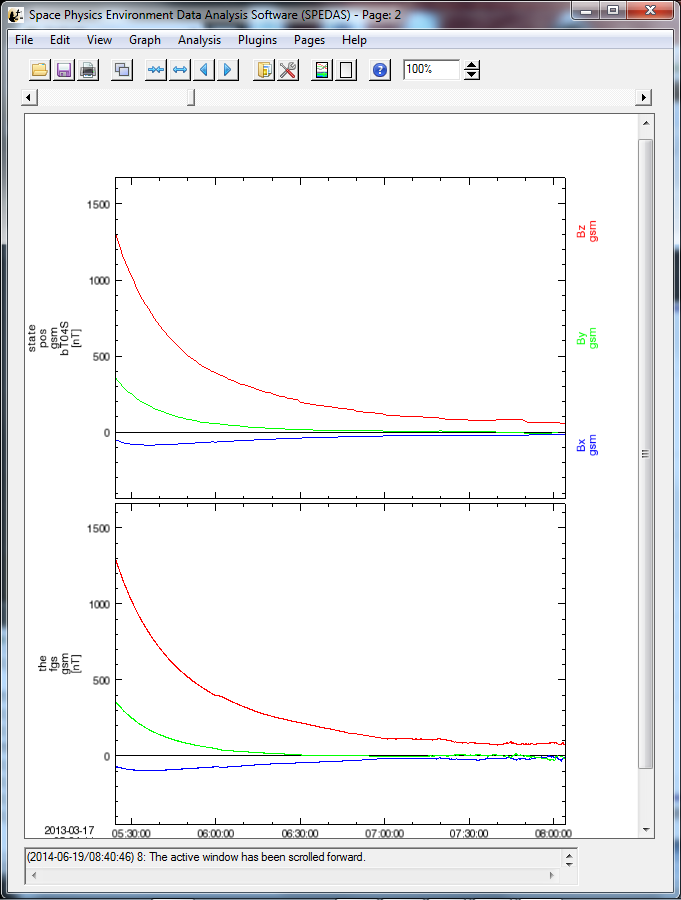 Space Physics Environment Data Analysis Software (SPEDAS) - Page: 2
File Edit View Graph Analysis Plugins Pages Help
100%
1500
1000
500
0
state
pos
gsm
bT04S
[nT]
Bz
gsm
By
gsm
Bx
gsm
1500
1000
500
0
the
fgs
gsm
[nT]
2013-03-17
05:30:00 06:00:00 06:30:00 07:00:00 07:30:00 08:00:00
(2014-06-19/08:40:46) 8: The active window has been scrolled forward.